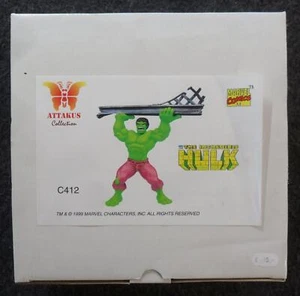 MARVEL
COMICS
ATTAKUS
Collection
THE INCREDIBLE
HULK
C412
TM & © 1999 MARVEL CHARACTERS, INC. ALL RIGHTS RESERVED